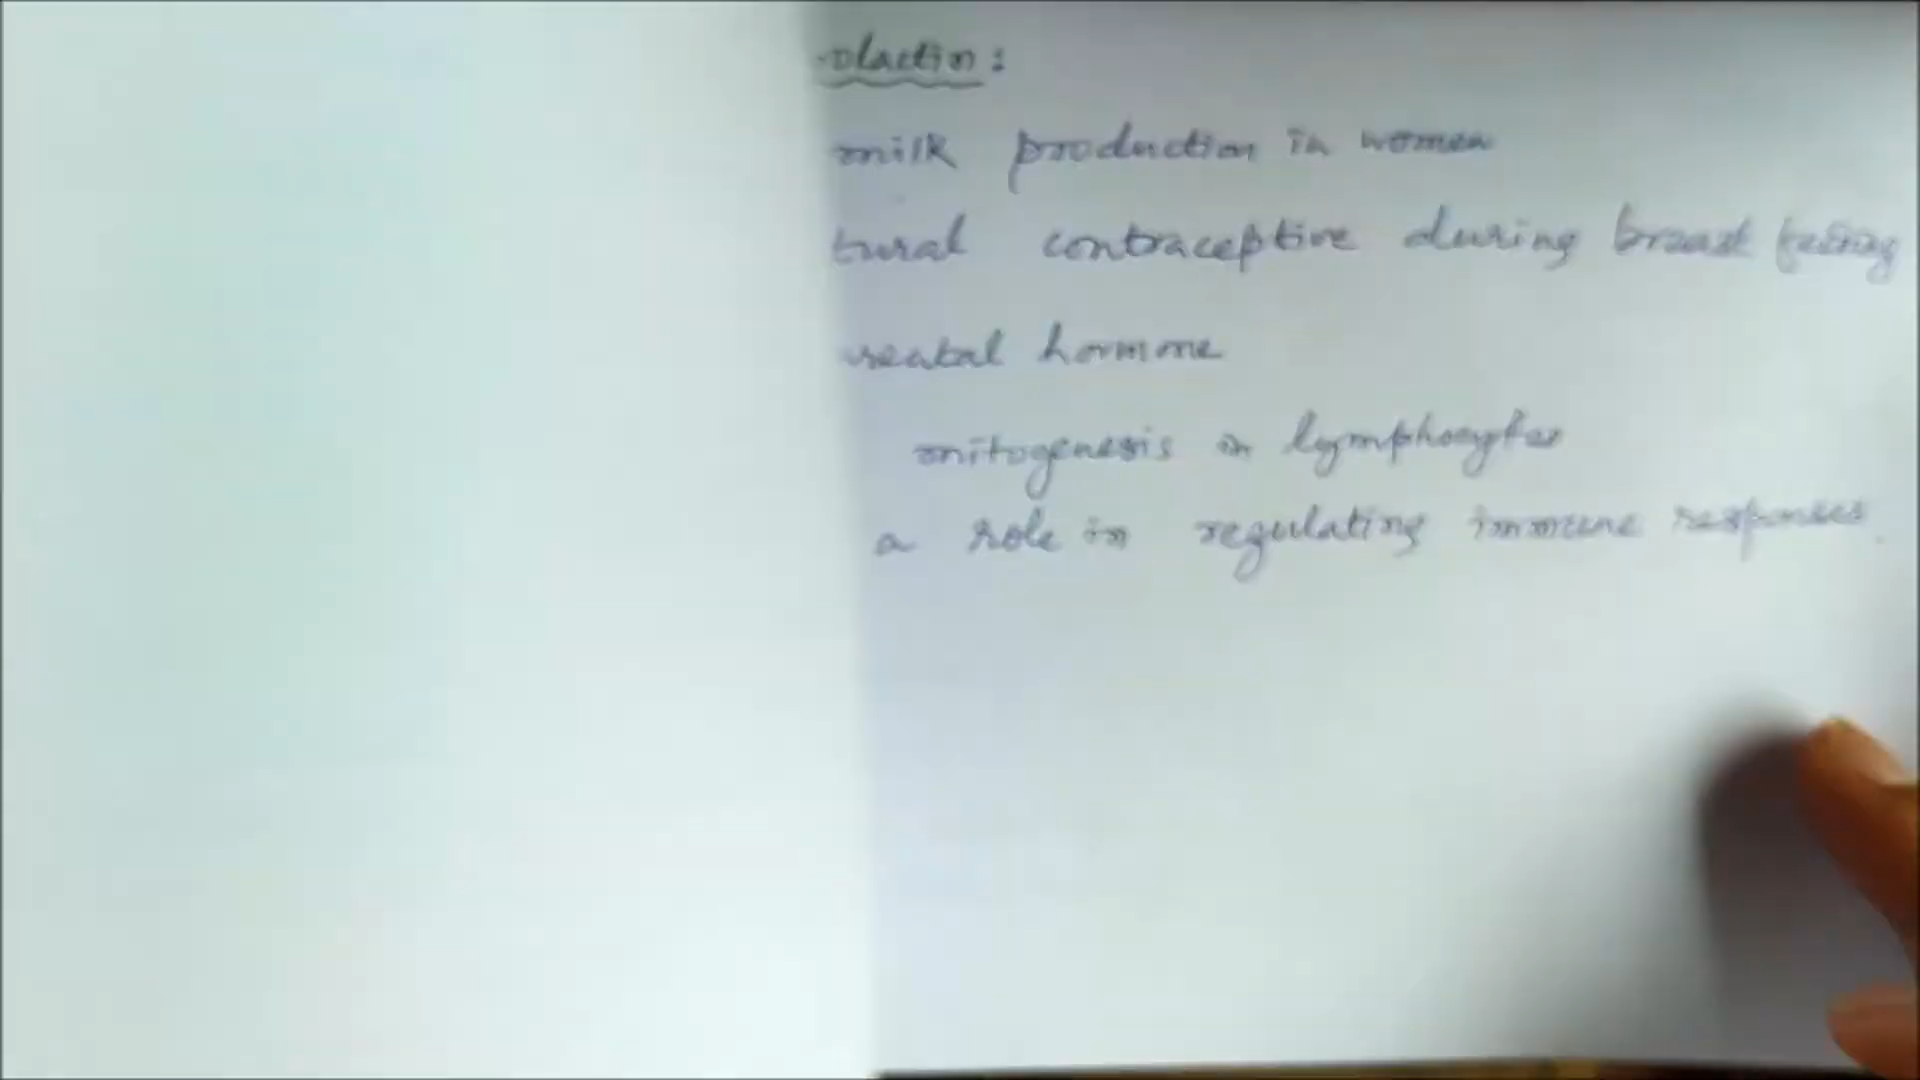 olactin :
milk production in women
tural contraceptive during breast feeding
hormone
mitogenesis in lymphocytes
a role in regulating immune responses.